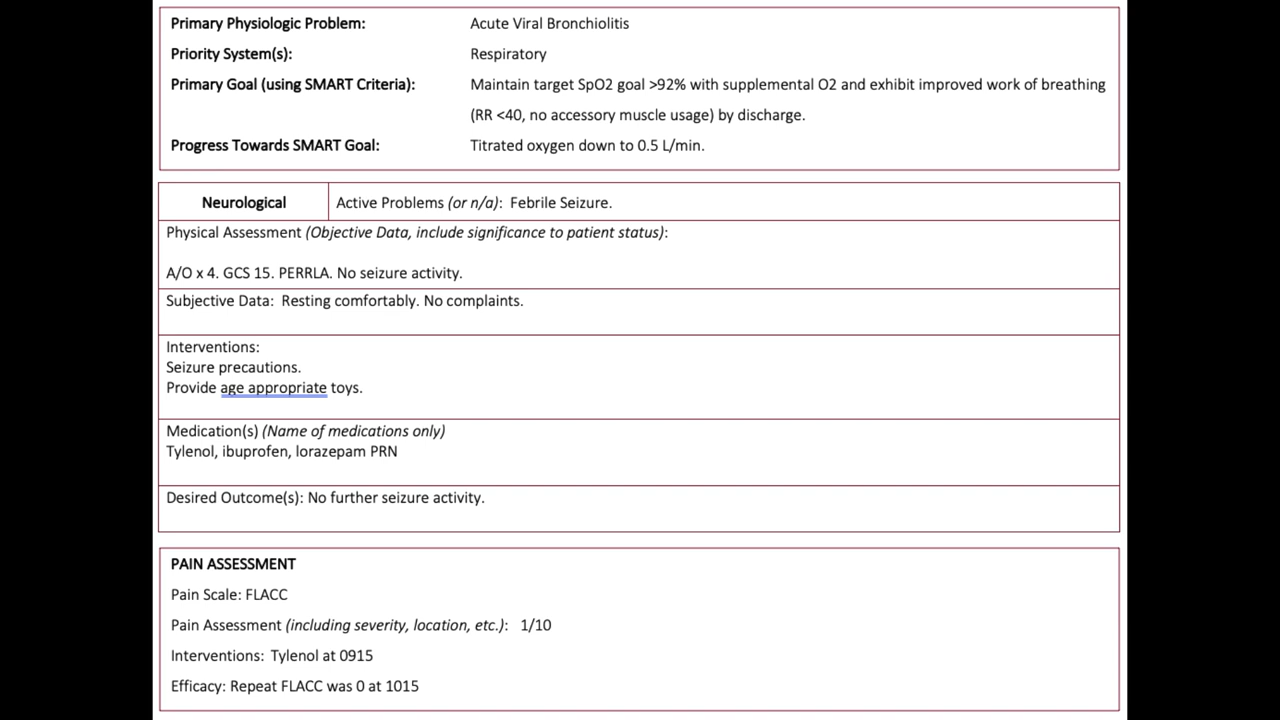 Primary Physiologic Problem: Acute Viral Bronchiolitis
Priority System(s): Respiratory
Primary Goal (using SMART Criteria): Maintain target SpO2 goal >92% with supplemental O2 and exhibit improved work of breathing
(RR <40, no accessory muscle usage) by discharge.
Progress Towards SMART Goal: Titrated oxygen down to 0.5 L/min.
Neurological Active Problems (or n/a): Febrile Seizure.
Physical Assessment (Objective Data, include significance to patient status):
A/O x 4. GCS 15. PERRLA. No seizure activity.
Subjective Data: Resting comfortably. No complaints.
Interventions:
Seizure precautions.
Provide age appropriate toys.
Medication(s) (Name of medications only)
Tylenol, ibuprofen, lorazepam PRN
Desired Outcome(s): No further seizure activity.
PAIN ASSESSMENT
Pain Scale: FLACC
Pain Assessment (including severity, location, etc.): 1/10
Interventions: Tylenol at 0915
Efficacy: Repeat FLACC was 0 at 1015